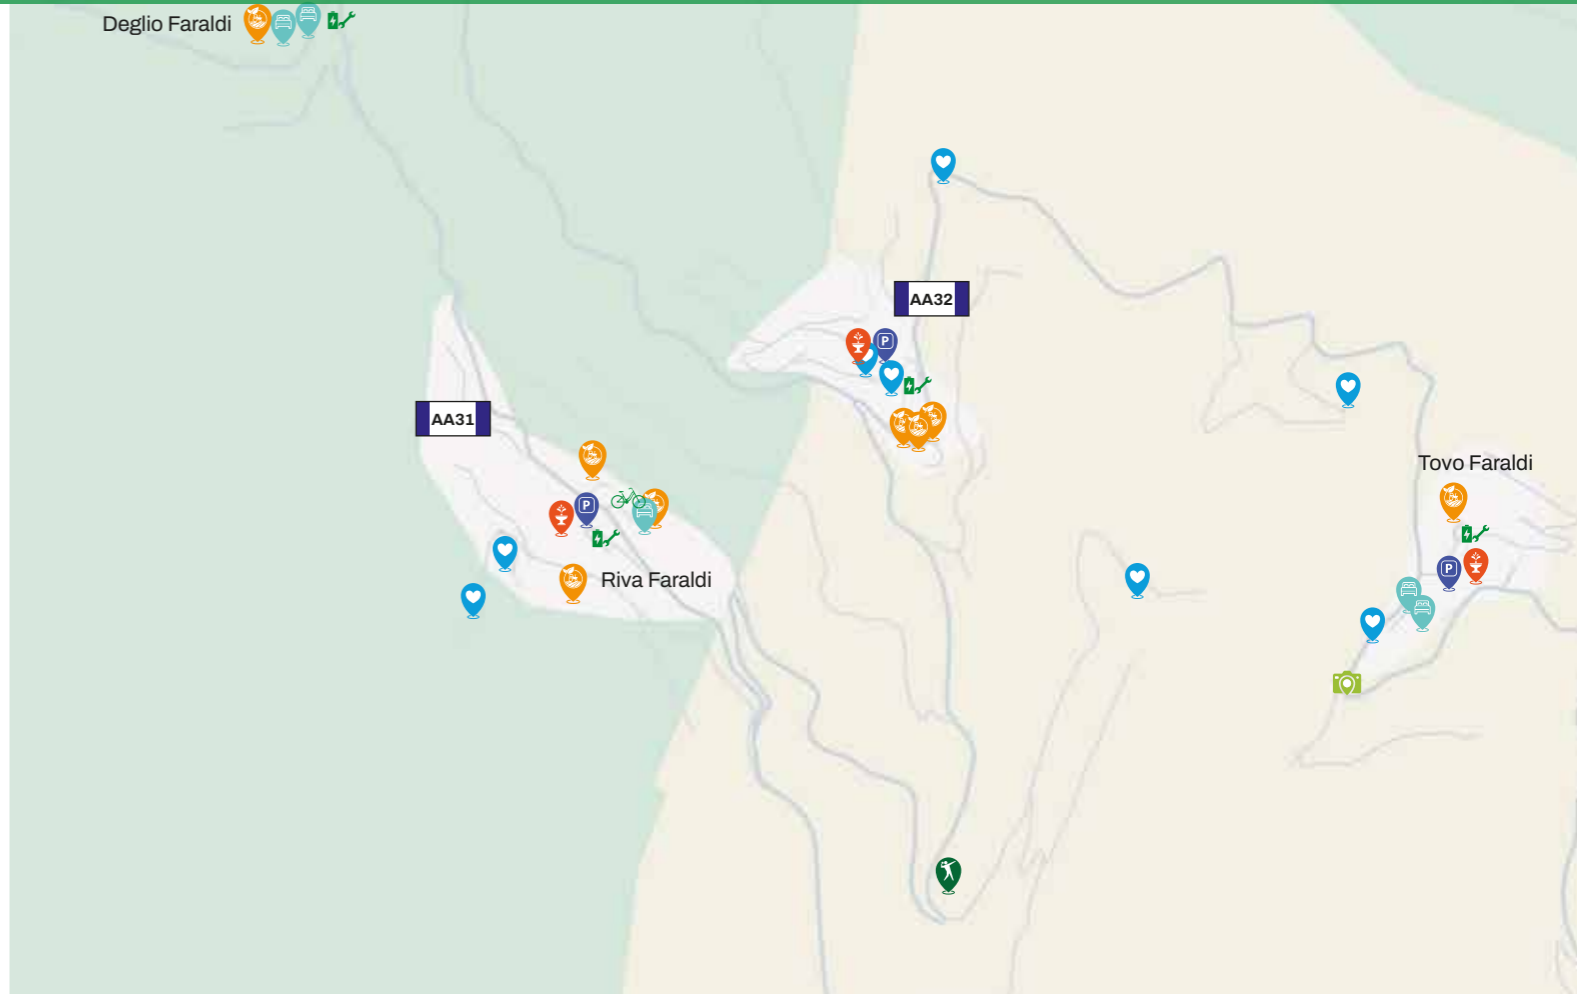 Deglio Faraldi
AA32
P
AA31
Tovo Faraldi
P
P
Riva Faraldi